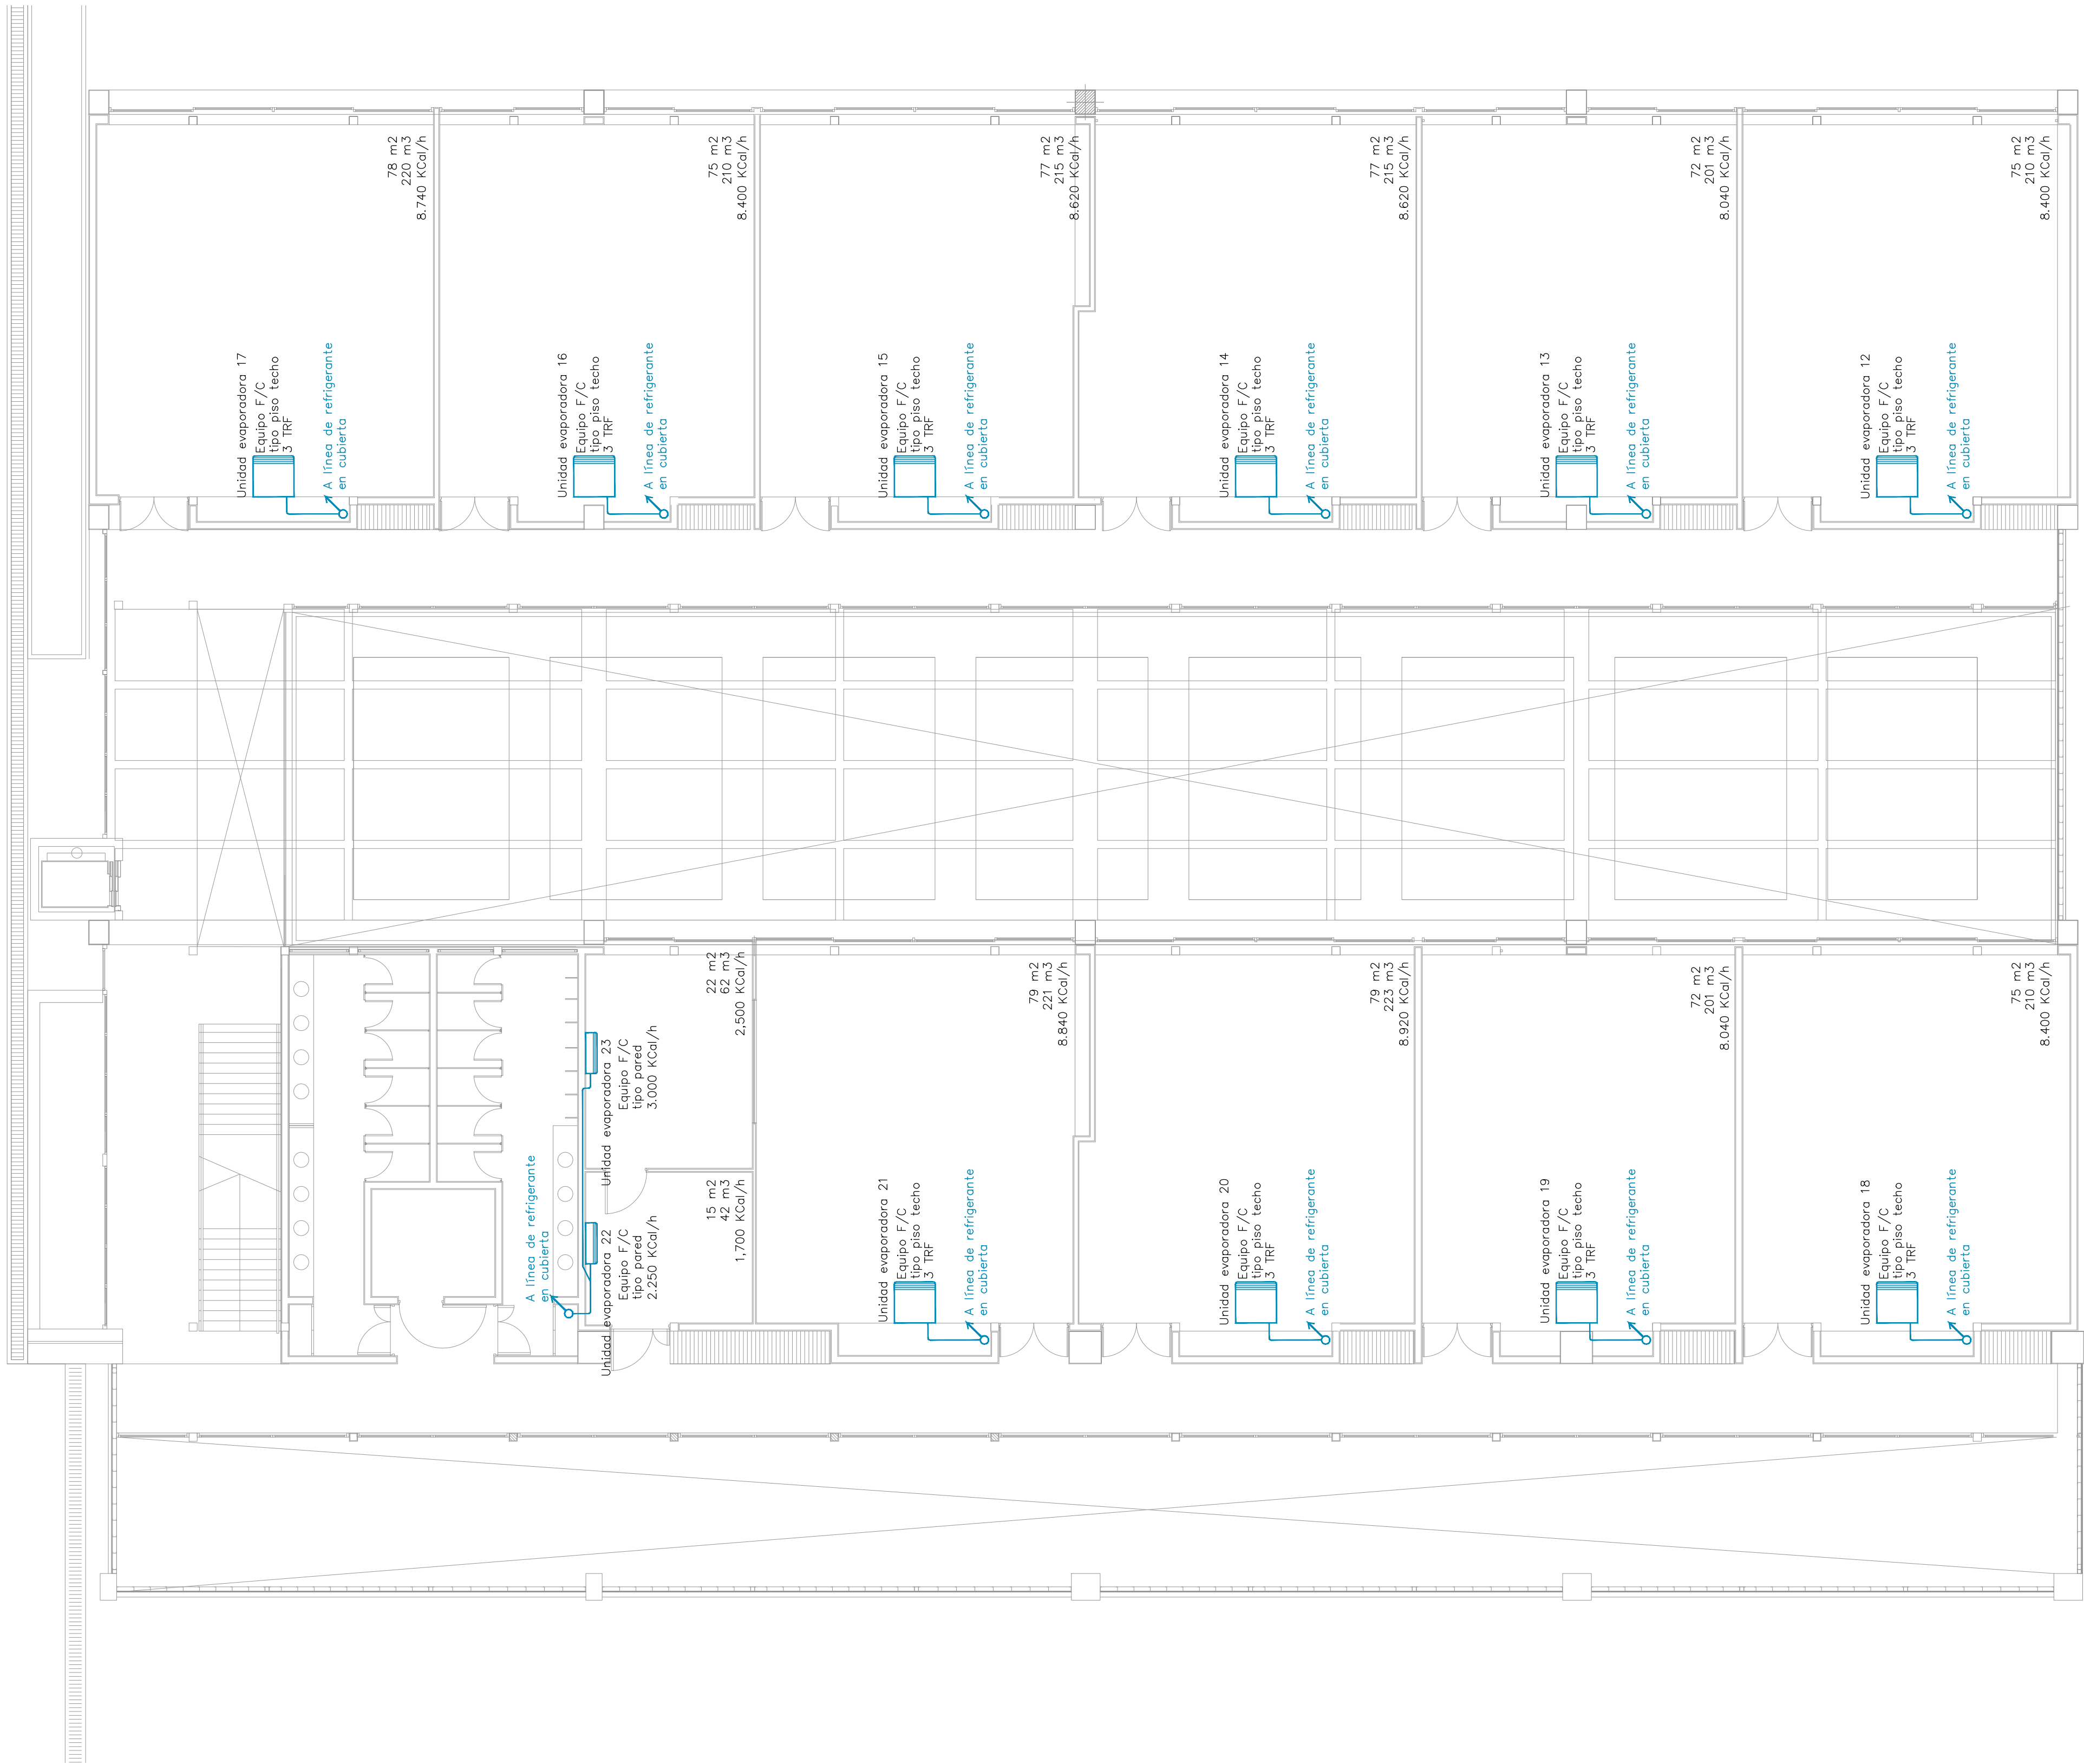 Unidad evaporadora 17
Equipo F/C
tipo piso techo
3 TRF
A línea de refrigerante
en cubierta
78 m2
220 m3
8.740 KCal/h
Unidad evaporadora 16
Equipo F/C
tipo piso techo
3 TRF
A línea de refrigerante
en cubierta
75 m2
210 m3
8.400 KCal/h
Unidad evaporadora 15
Equipo F/C
tipo piso techo
3 TRF
A línea de refrigerante
en cubierta
77 m2
215 m3
8.620 KCal/h
Unidad evaporadora 14
Equipo F/C
tipo piso techo
3 TRF
A línea de refrigerante
en cubierta
77 m2
215 m3
8.620 KCal/h
Unidad evaporadora 13
Equipo F/C
tipo piso techo
3 TRF
A línea de refrigerante
en cubierta
72 m2
201 m3
8.040 KCal/h
Unidad evaporadora 12
Equipo F/C
tipo piso techo
3 TRF
A línea de refrigerante
en cubierta
75 m2
210 m3
8.400 KCal/h
A línea de refrigerante
en cubierta
Unidad evaporadora 23
Equipo F/C
tipo pared
3.000 KCal/h
22 m2
62 m3
2,500 KCal/h
Unidad evaporadora 22
Equipo F/C
tipo pared
2.250 KCal/h
15 m2
42 m3
1,700 KCal/h
Unidad evaporadora 21
Equipo F/C
tipo piso techo
3 TRF
A línea de refrigerante
en cubierta
79 m2
221 m3
8.840 KCal/h
Unidad evaporadora 20
Equipo F/C
tipo piso techo
3 TRF
A línea de refrigerante
en cubierta
79 m2
223 m3
8.920 KCal/h
Unidad evaporadora 19
Equipo F/C
tipo piso techo
3 TRF
A línea de refrigerante
en cubierta
72 m2
201 m3
8.040 KCal/h
Unidad evaporadora 18
Equipo F/C
tipo piso techo
3 TRF
A línea de refrigerante
en cubierta
75 m2
210 m3
8.400 KCal/h